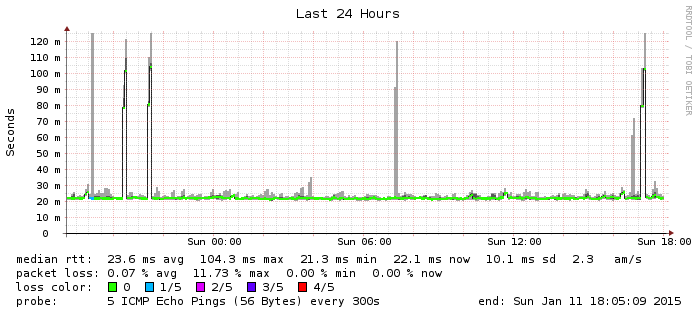 Last 24 Hours
RRDTOOL / TOBI OETIKER
Seconds
120 m
110 m
100 m
90 m
80 m
70 m
60 m
50 m
40 m
30 m
20 m
10 m
0
Sun 00:00 Sun 06:00 Sun 12:00 Sun 18:00
median rtt: 23.6 ms avg 104.3 ms max 21.3 ms min 22.1 ms now 10.1 ms sd 2.3 am/s
packet loss: 0.07 % avg 11.73 % max 0.00 % min 0.00 % now
loss color: 0 1/5 2/5 3/5 4/5
probe: 5 ICMP Echo Pings (56 Bytes) every 300s end: Sun Jan 11 18:05:09 2015